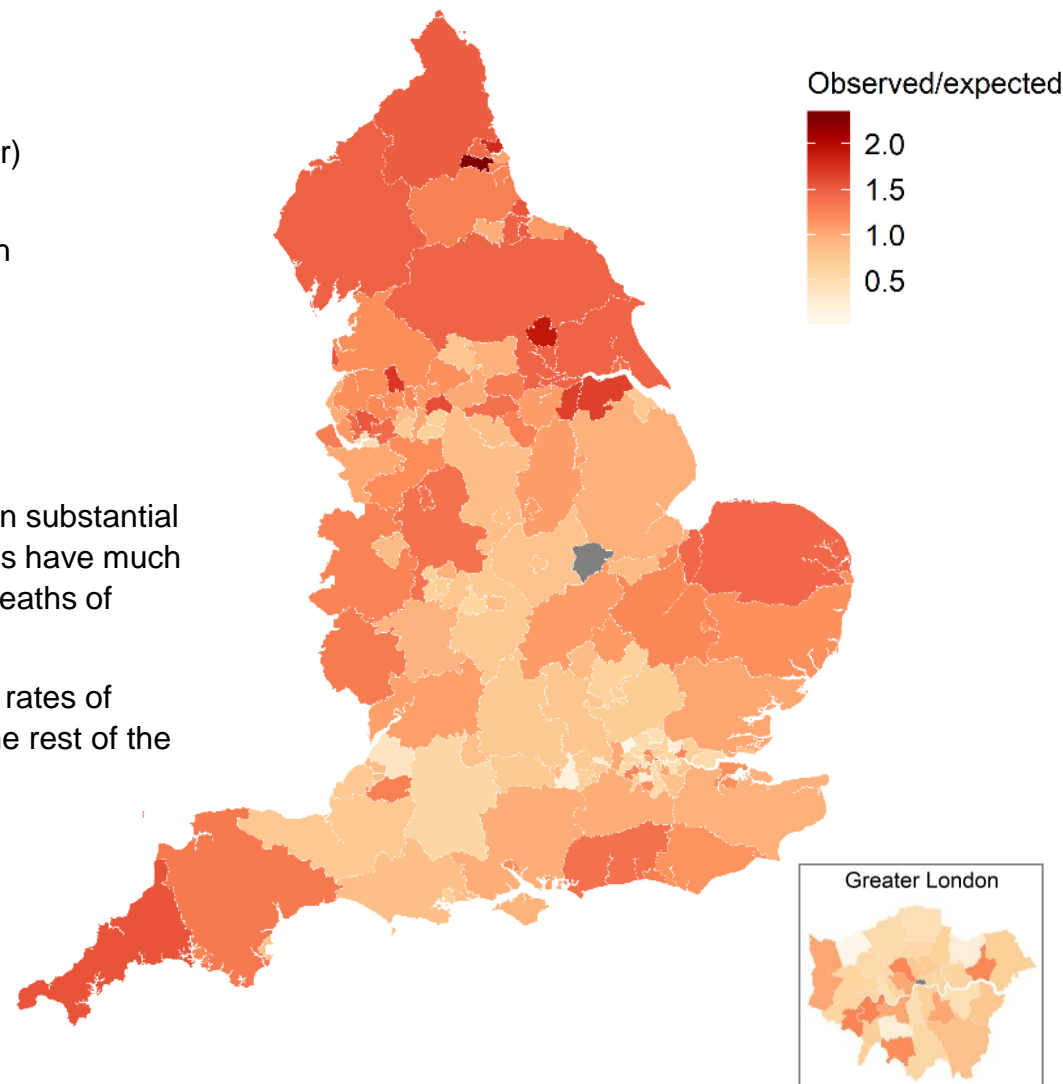 r)
n
n substantial
s have much
eaths of
rates of
ne rest of the
Observed/expected
2.0
1.5
1.0
0.5
Greater London